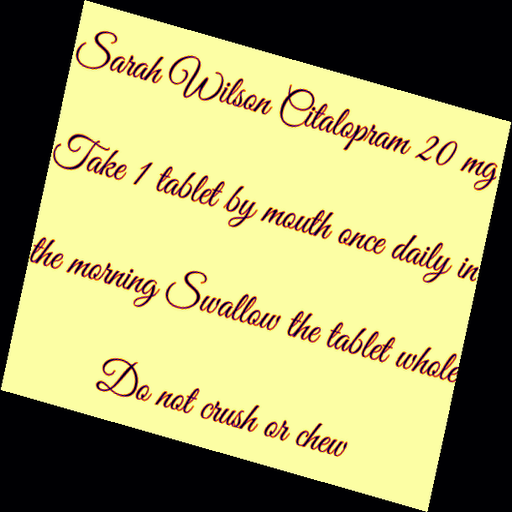 Sarah Wilson Citalopram 20 mg
Take 1 tablet by mouth once daily in
the morning Swallow the tablet whole
Do not crush or chew